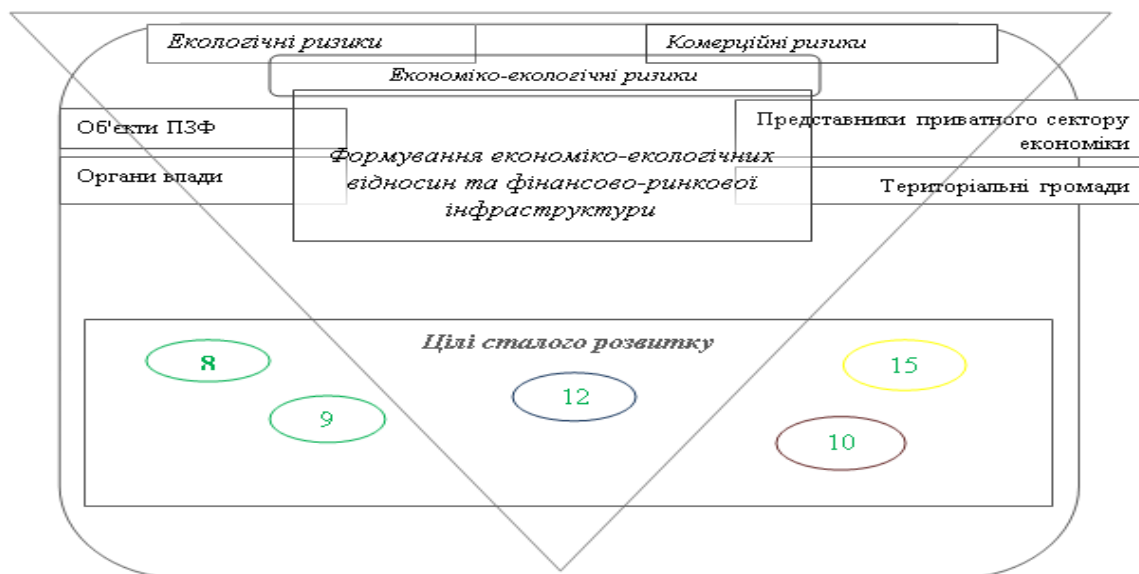 Екологічні ризики
Комерційні ризики
Економіко-екологічні ризики
Об'єкти ПЗФ
Органи влади
Формування економіко-екологічних
відносин та фінансово-ринкової
інфраструктури
Представники приватного сектору
економіки
Територіальні громади
Цілі сталого розвитку
8
9
12
15
10